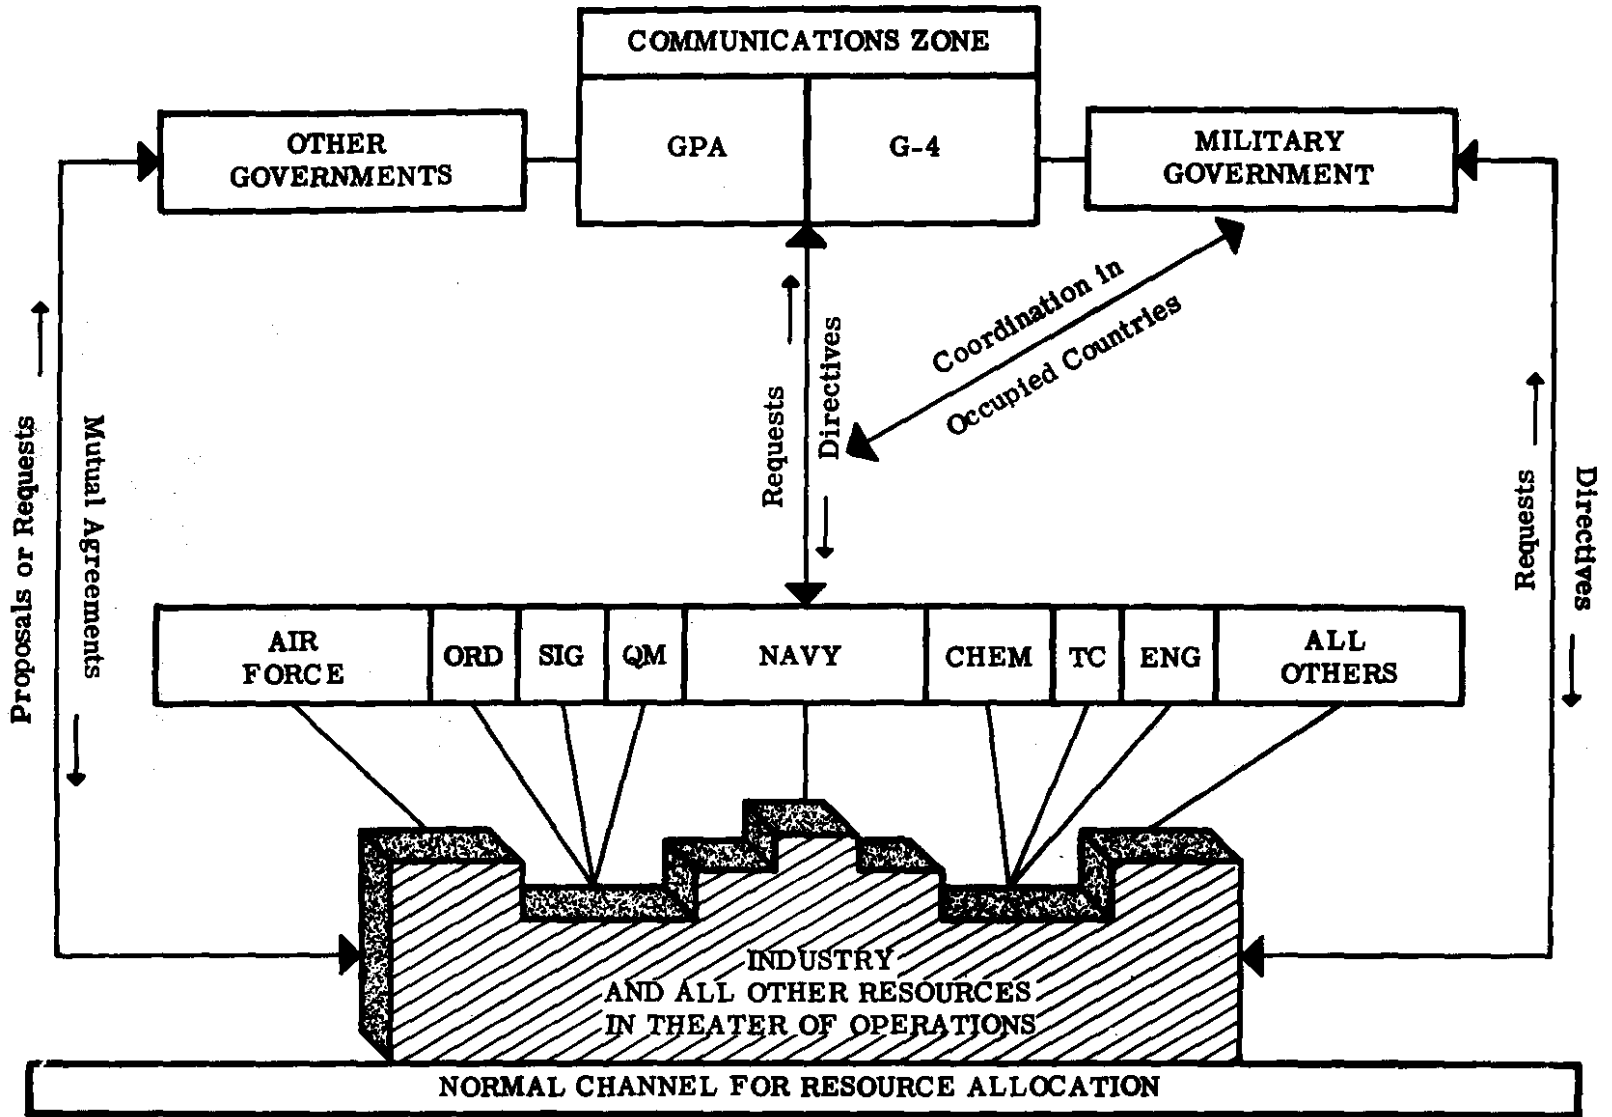 COMMUNICATIONS ZONE
OTHER
GOVERNMENTS
GPA
G-4
MILITARY
GOVERNMENT
Proposals or Requests
Mutual Agreements
Requests
Directives
Coordination in
Occupied Countries
Requests
Directives
AIR
FORCE
ORD
SIG
QM
NAVY
CHEM
TC
ENG
ALL
OTHERS
INDUSTRY
AND ALL OTHER RESOURCES
IN THEATER OF OPERATIONS
NORMAL CHANNEL FOR RESOURCE ALLOCATION